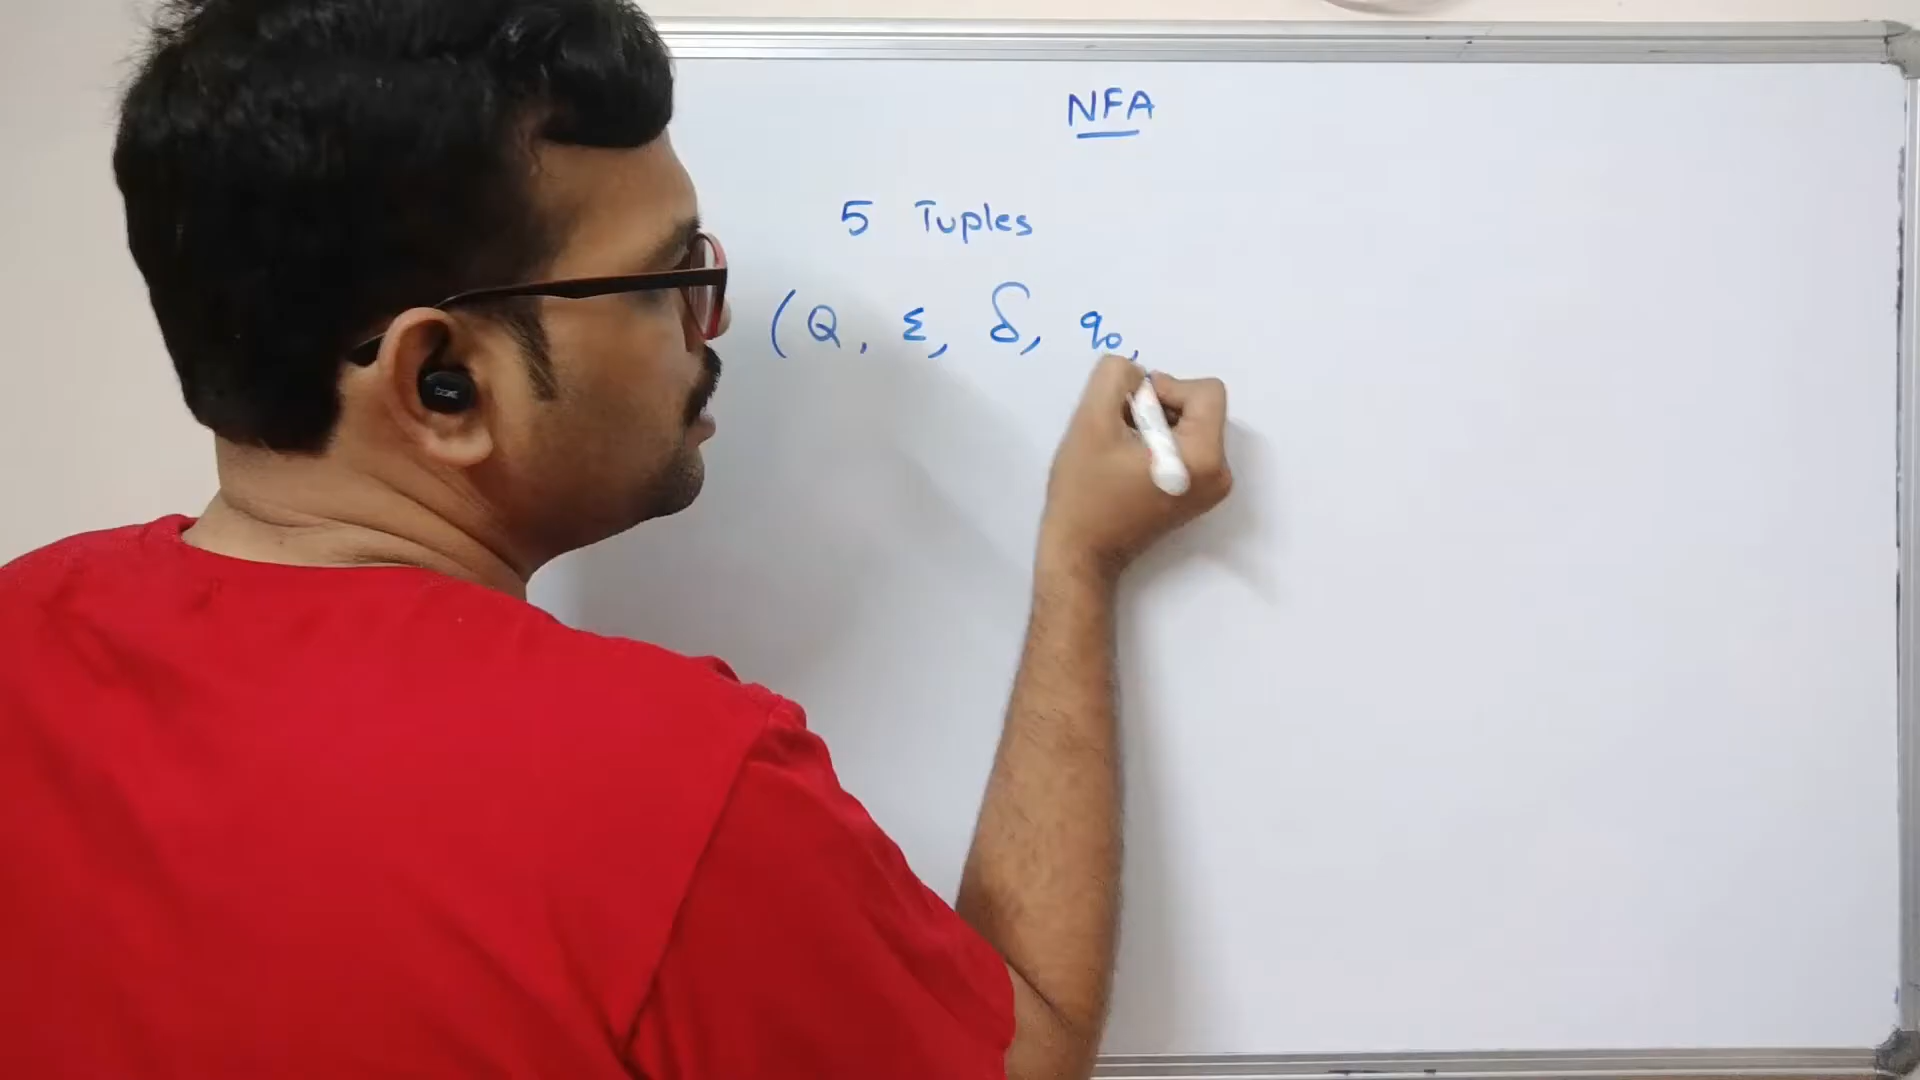 NFA
5 Tuples
(Q, Σ, δ, q₀,